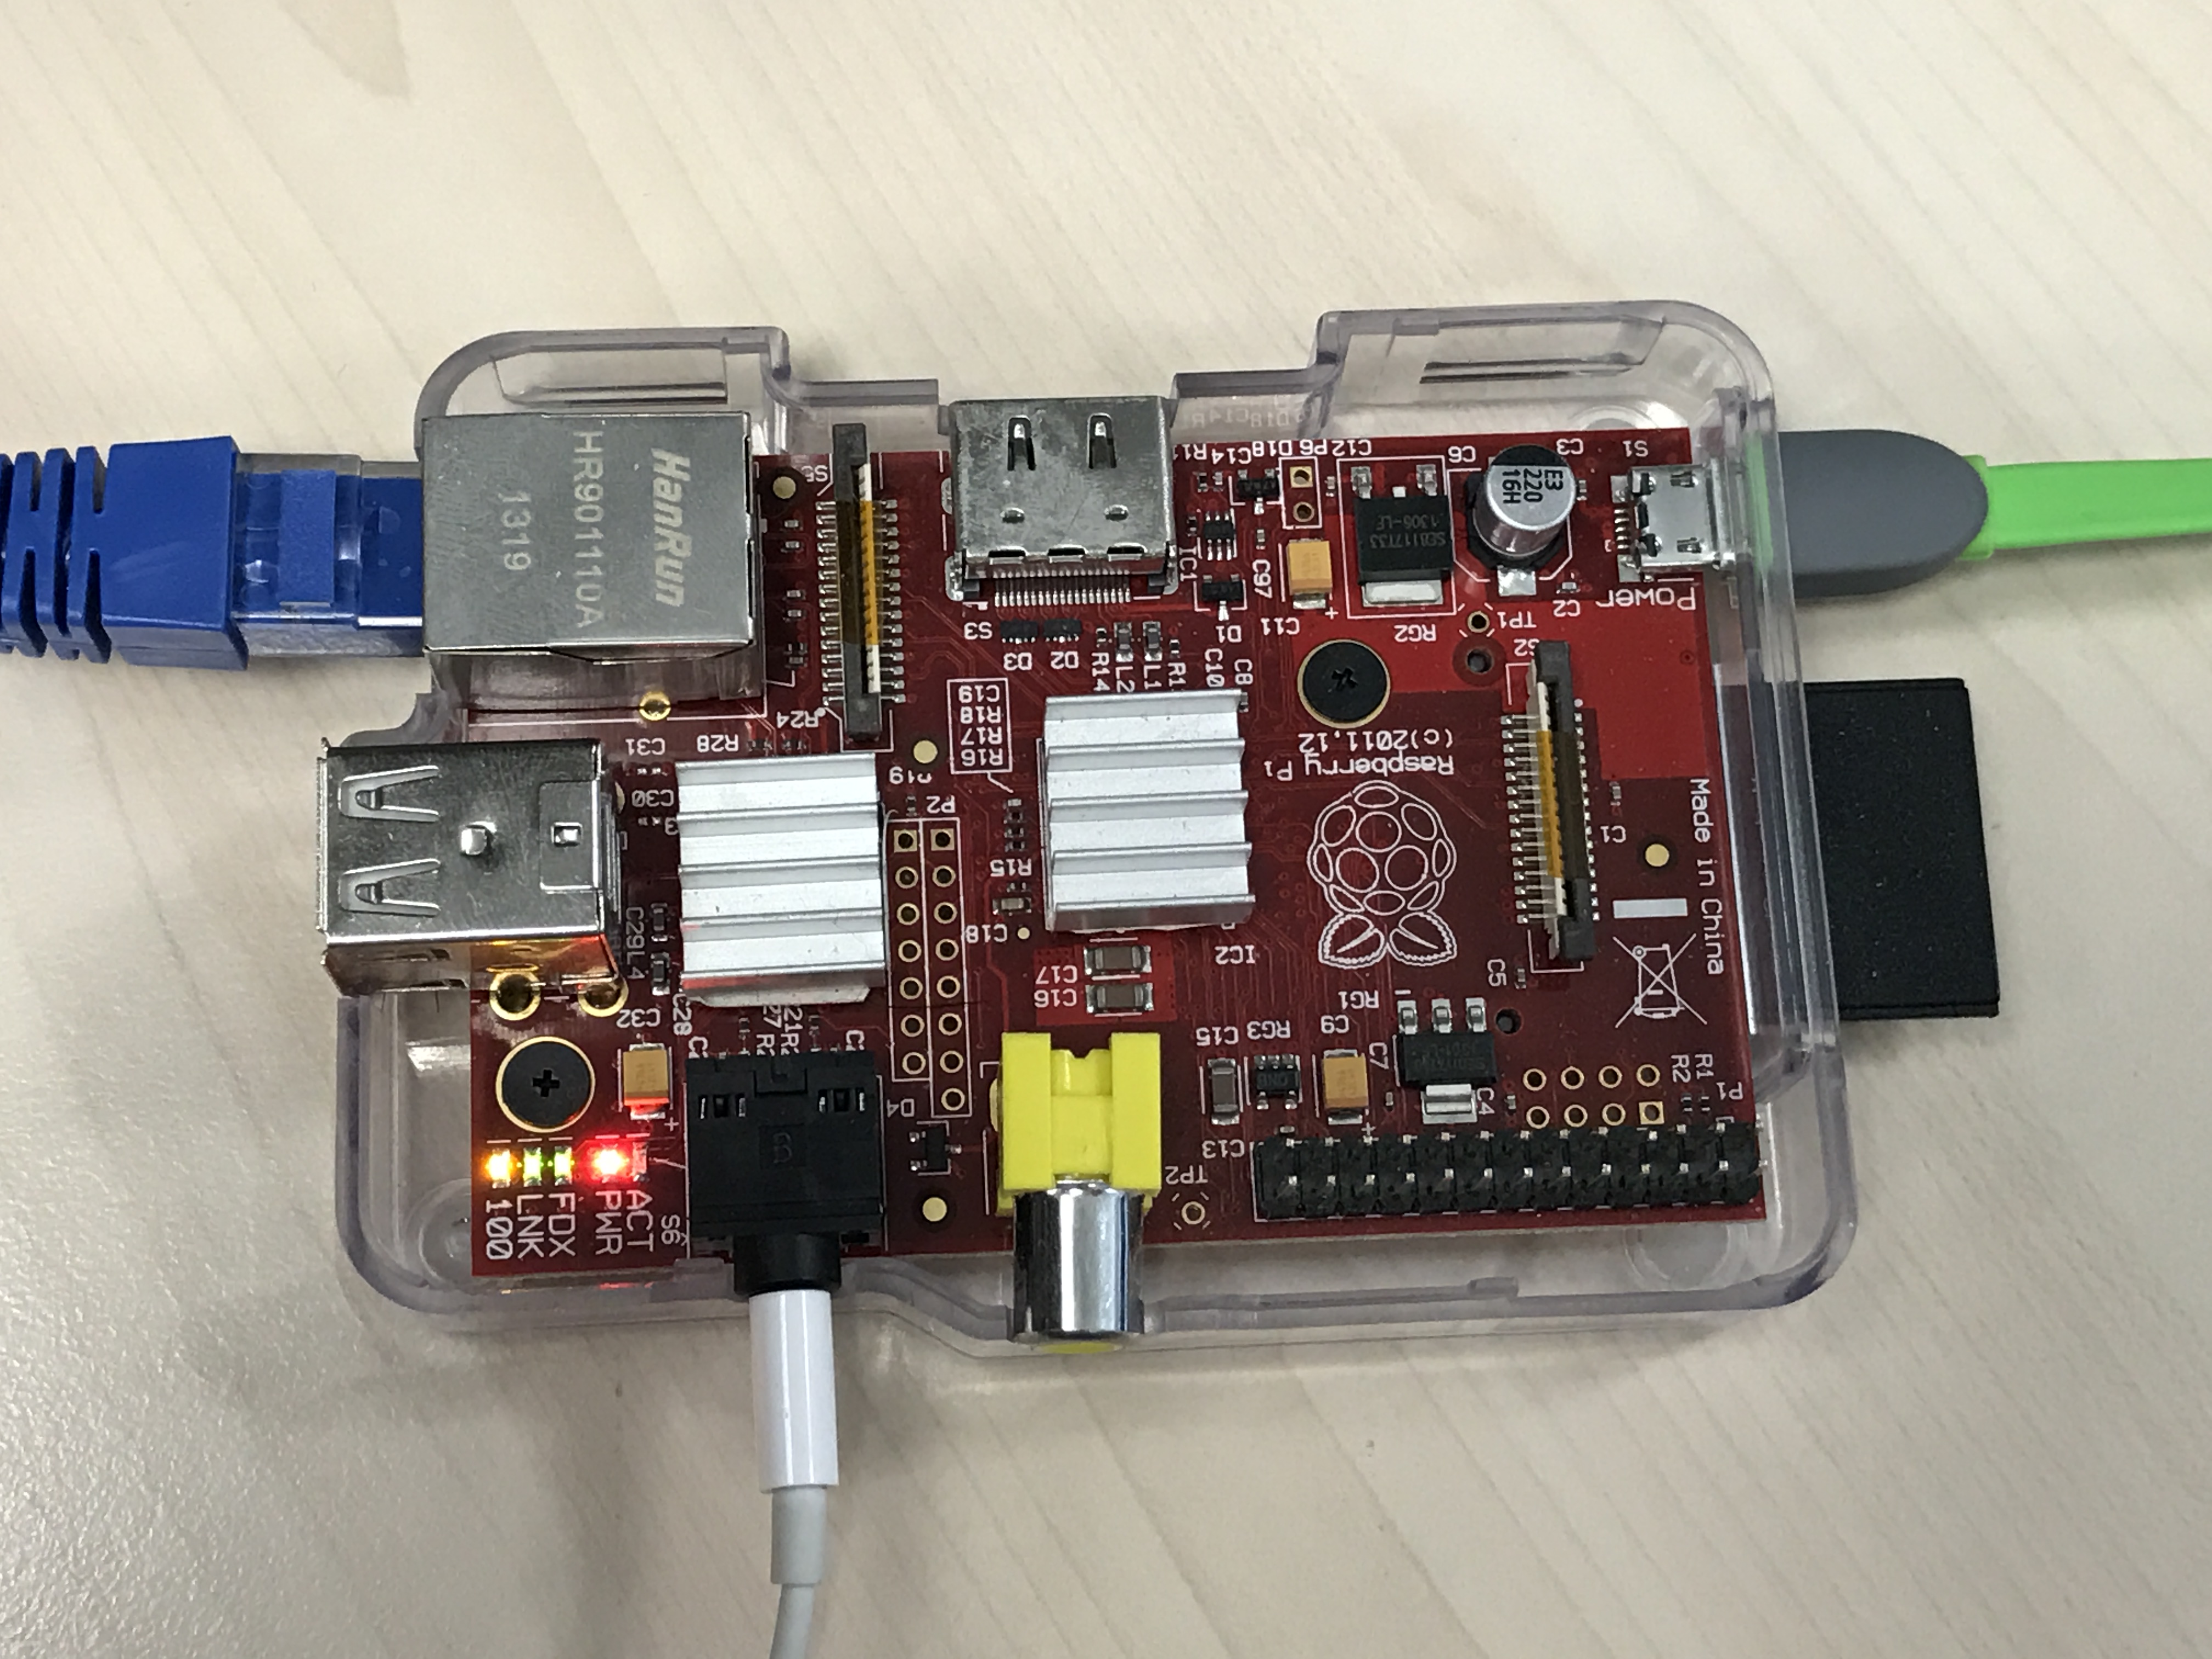 HanRun
HR901110A
1319
S5
R24
R28
C31
C30
C29
L4
C32
C28
P2
R19
C19
R18
R17
R16
R15
C18
C17
C16
S3
D3
D2
R14
L2
L1
C10
C8
IC1
D1
C14
D18
P6
C12
C6
C3
S1
C97
C11
+
SE8117T33
1306-LE
E3
220
16H
RG2
C2
TP1
S2
Power
Raspberry Pi
(c)2011,12
Made in China
C1
C5
IC2
RG1
C15
RG3
C9
C7
C4
C13
+
TP2
R1
R2
P1
D4
+
100
LNK
FDX
PWR
ACT
S6